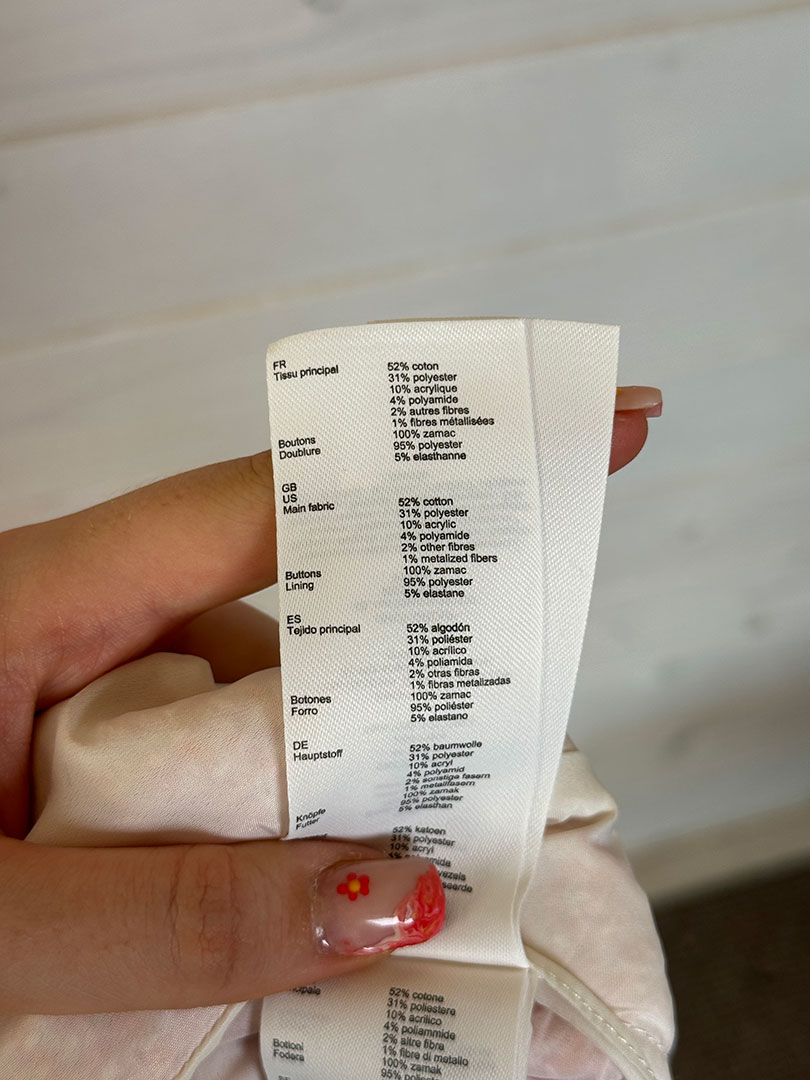 FR
Tissu principal 52% coton
31% polyester
10% acrylique
4% polyamide
2% autres fibres
1% fibres métallisées
Boutons 100% zamac
Doublure 95% polyester
5% elasthanne
GB
US
Main fabric 52% cotton
31% polyester
10% acrylic
4% polyamide
2% other fibres
1% metalized fibers
Buttons 100% zamac
Lining 95% polyester
5% elastane
ES
Tejido principal 52% algodón
31% poliéster
10% acrílico
4% poliamida
2% otras fibras
1% fibras metalizadas
Botones 100% zamac
Forro 95% poliéster
5% elastano
DE
Hauptstoff 52% baumwolle
31% polyester
10% acryl
4% polyamid
2% sonstige fasern
1% metallfasern
100% zamak
Knöpfe 95% polyester
Futter 5% elasthan
52% katoen
31% polyester
10% acryl
52% cotone
31% poliestere
10% acrilico
4% poliammide
2% altre fibre
Bottoni 1% fibre di metallo
Fodera 100% zamak
95%